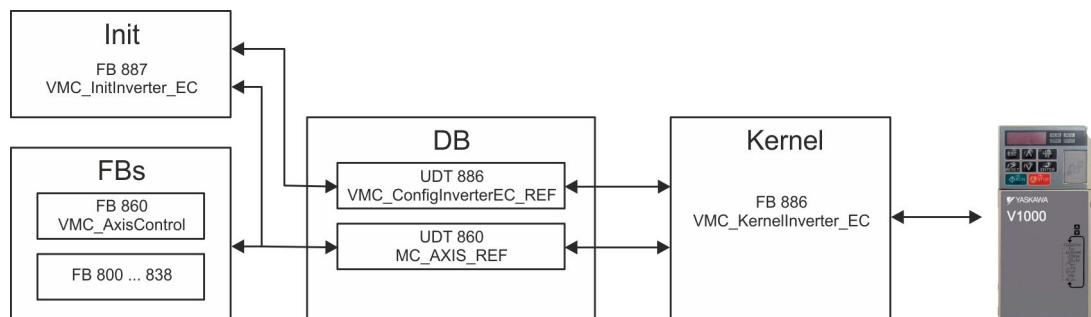 Init
FB 887
VMC_InitInverter_EC
FBs
FB 860
VMC_AxisControl
FB 800 ... 838
DB
UDT 886
VMC_ConfigInverterEC_REF
UDT 860
MC_AXIS_REF
Kernel
FB 886
VMC_KernelInverter_EC
YASKAWA
V1000